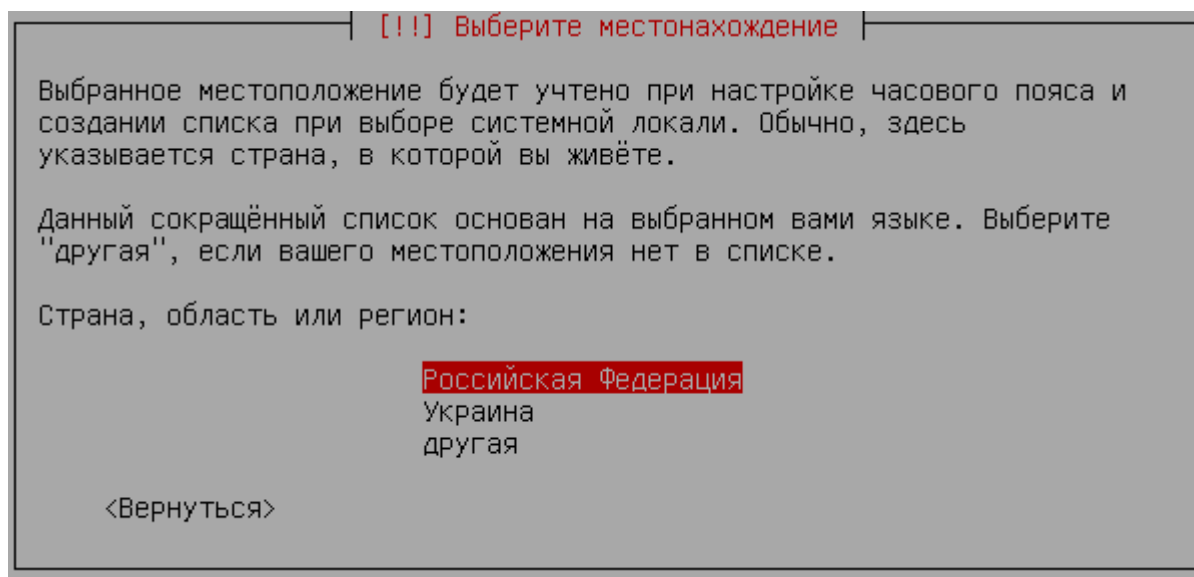 [!!] Выберите местонахождение
Выбранное местоположение будет учтено при настройке часового пояса и
создании списка при выборе системной локали. Обычно, здесь
указывается страна, в которой вы живёте.
Данный сокращённый список основан на выбранном вами языке. Выберите
"другая", если вашего местоположения нет в списке.
Страна, область или регион:
Российская Федерация
Украина
другая
<Вернуться>